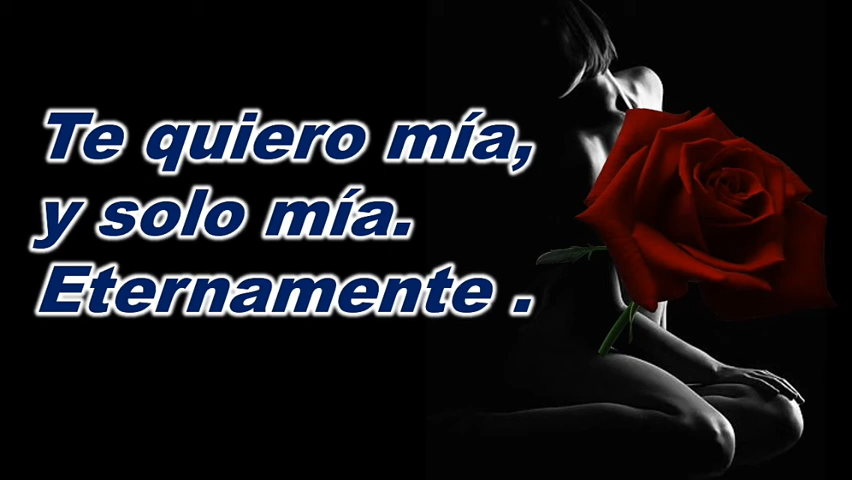 Te quiero mía,
y solo mía.
Eternamente .